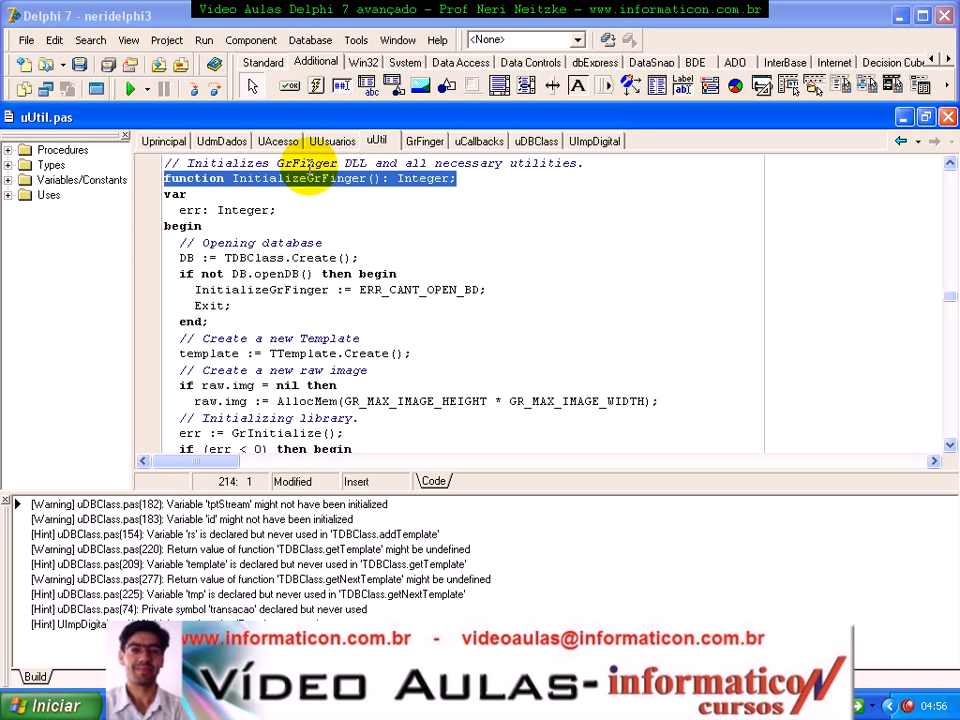 Video Aulas Delphi 7 avançado - Prof Neri Neitzke - www.informaticon.com.br
Delphi 7 - neridelphi3
File Edit Search View Project Run Component Database Tools Window Help <None>
Standard Additional Win32 System Data Access Data Controls dbExpress DataSnap BDE ADO InterBase Internet Decision Cube
uUtil.pas
Procedures
Types
Variables/Constants
Uses
Uprincipal UdmDados UAcesso UUsuarios uUtil GrFinger uCallbacks uDBClass UImpDigital
// Initializes GrFinger DLL and all necessary utilities.
function InitializeGrFinger(): Integer;
var
err: Integer;
begin
// Opening database
DB := TDBClass.Create();
if not DB.openDB() then begin
InitializeGrFinger := ERR_CANT_OPEN_BD;
Exit;
end;
// Create a new Template
template := TTemplate.Create();
// Create a new raw image
if raw.img = nil then
raw.img := AllocMem(GR_MAX_IMAGE_HEIGHT * GR_MAX_IMAGE_WIDTH);
// Initializing library.
err := GrInitialize();
if (err < 0) then begin
214: 1 Modified Insert Code
[Warning] uDBClass.pas(182): Variable 'tptStream' might not have been initialized
[Warning] uDBClass.pas(183): Variable 'id' might not have been initialized
[Hint] uDBClass.pas(154): Variable 'rs' is declared but never used in 'TDBClass.addTemplate'
[Warning] uDBClass.pas(220): Return value of function 'TDBClass.getTemplate' might be undefined
[Hint] uDBClass.pas(209): Variable 'template' is declared but never used in 'TDBClass.getTemplate'
[Warning] uDBClass.pas(277): Return value of function 'TDBClass.getNextTemplate' might be undefined
[Hint] uDBClass.pas(225): Variable 'tmp' is declared but never used in 'TDBClass.getNextTemplate'
[Hint] uDBClass.pas(74): Private symbol 'transacao' declared but never used
[Hint] UImpDigital
www.informaticon.com.br - videoaulas@informaticon.com.br
Build
VÍDEO AULAS- informaticoN
cursos
Iniciar
04:56